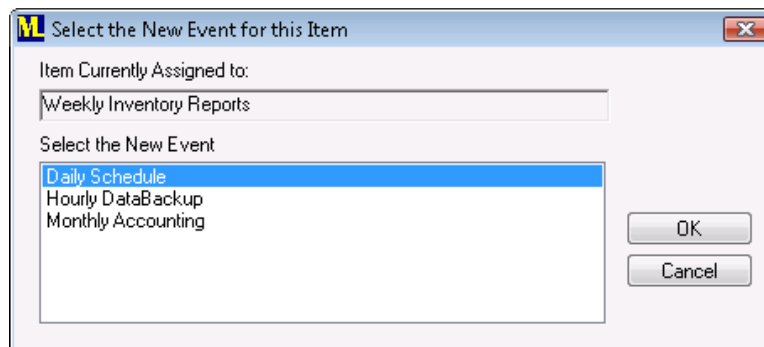 ML Select the New Event for this Item
Item Currently Assigned to:
Weekly Inventory Reports
Select the New Event
Daily Schedule
Hourly DataBackup
Monthly Accounting
OK
Cancel